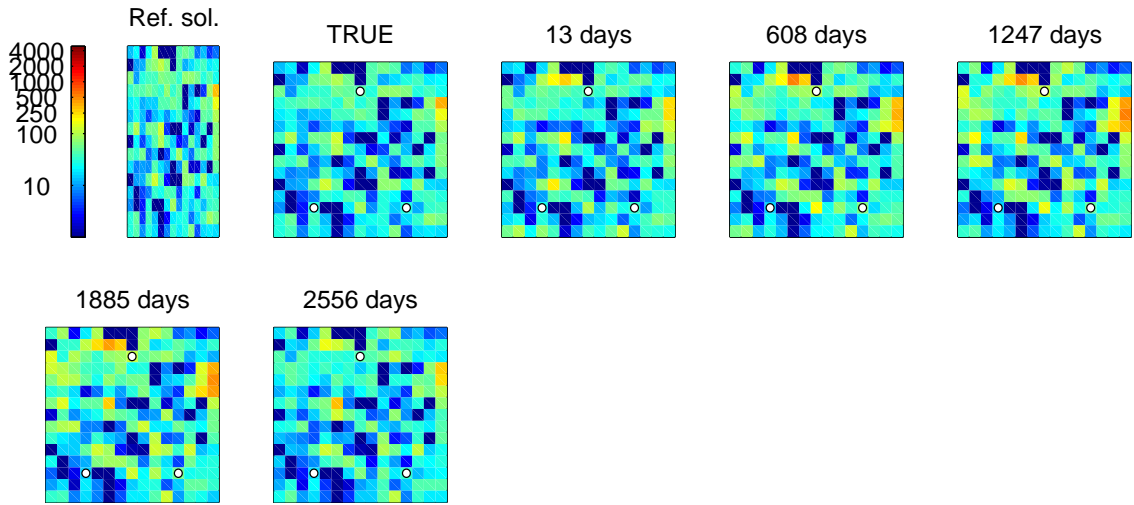 Ref. sol.
TRUE
13 days
608 days
1247 days
4000
2000
1000
500
250
100
10
1885 days
2556 days